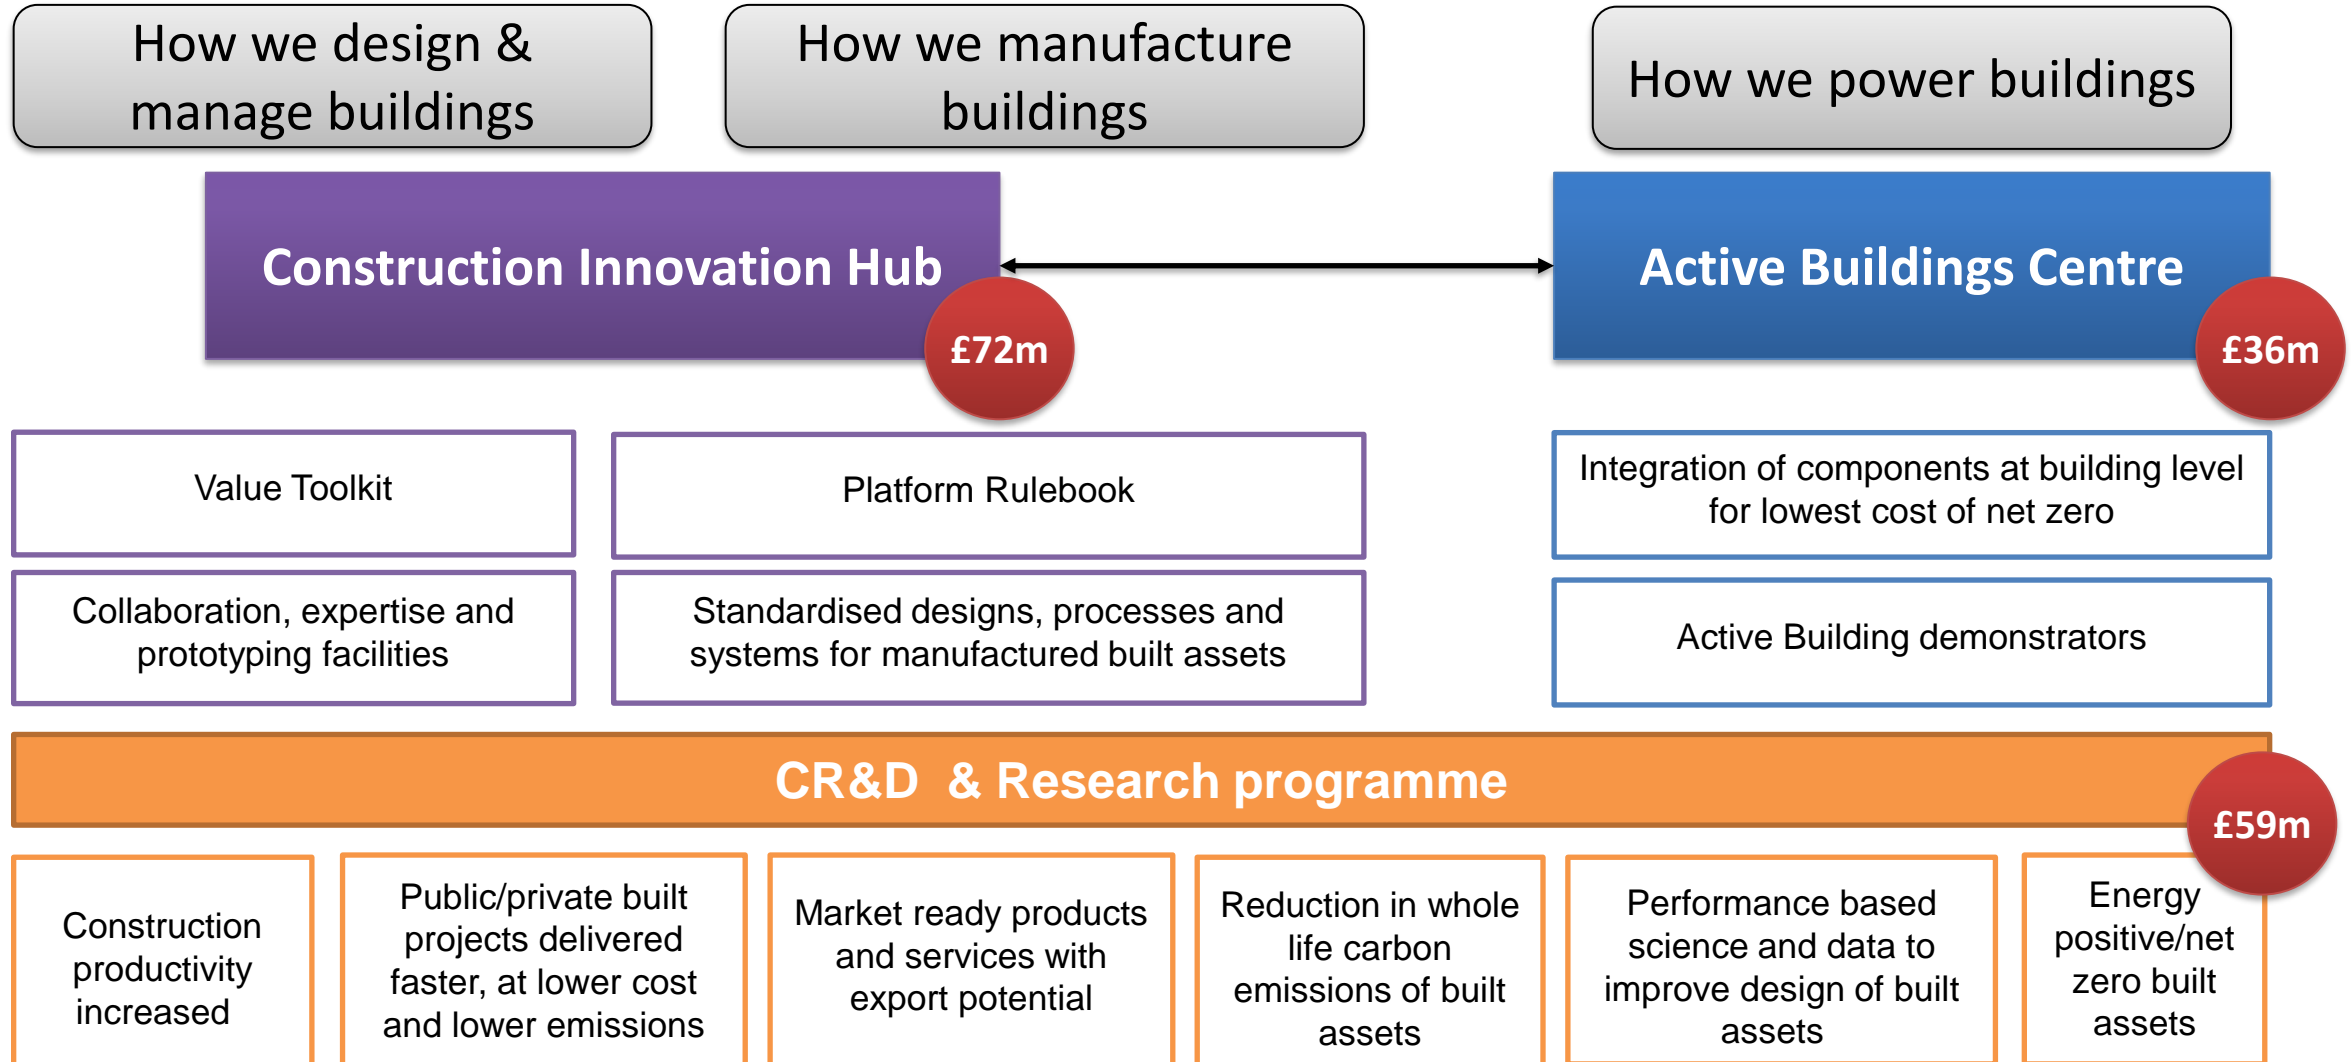 How we design &
manage buildings
How we manufacture
buildings
How we power buildings
Construction Innovation Hub
£72m
Active Buildings Centre
£36m
Value Toolkit
Platform Rulebook
Integration of components at building level
for lowest cost of net zero
Collaboration, expertise and
prototyping facilities
Standardised designs, processes and
systems for manufactured built assets
Active Building demonstrators
CR&D & Research programme
£59m
Construction
productivity
increased
Public/private built
projects delivered
faster, at lower cost
and lower emissions
Market ready products
and services with
export potential
Reduction in whole
life carbon
emissions of built
assets
Performance based
science and data to
improve design of built
assets
Energy
positive/net
zero built
assets